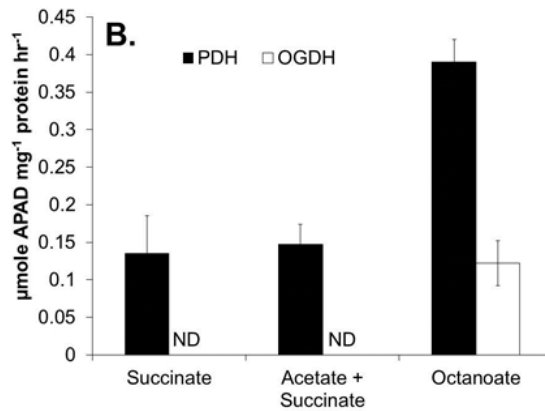 B.
PDH OGDH
µmole APAD mg-1 protein hr-1
0.45
0.4
0.35
0.3
0.25
0.2
0.15
0.1
0.05
0
ND
ND
Succinate
Acetate +
Succinate
Octanoate